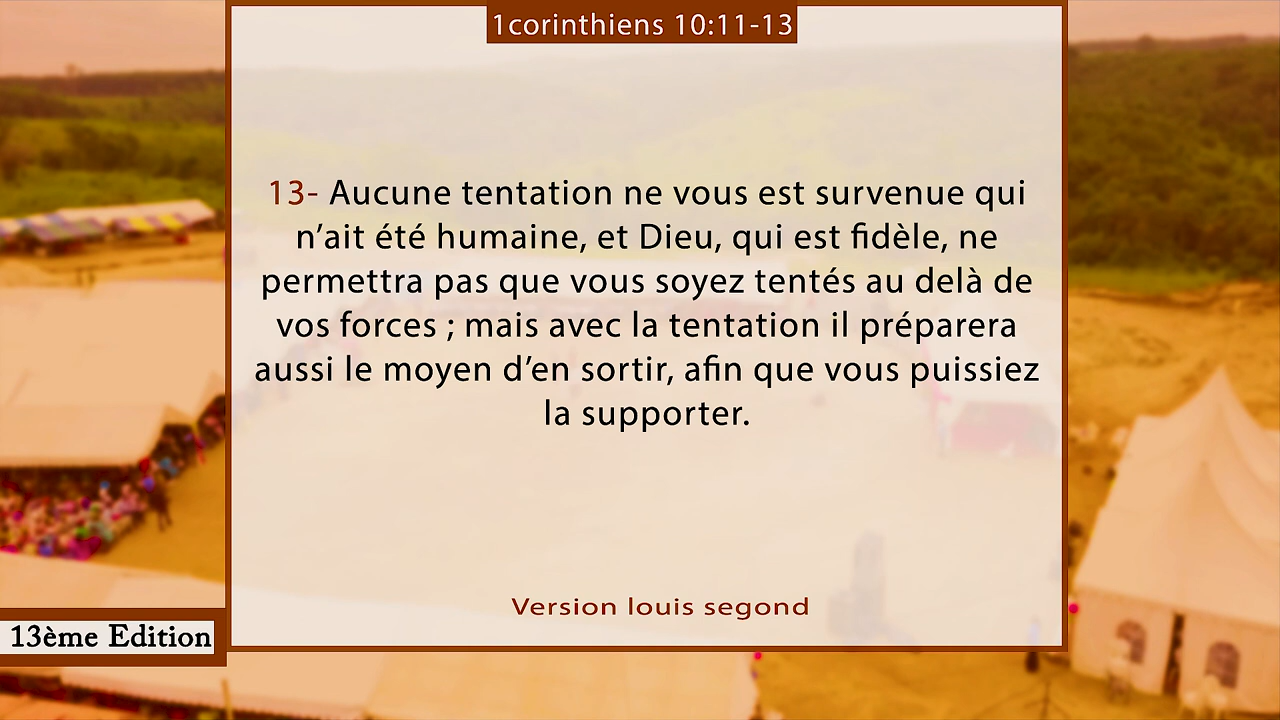 1corinthiens 10:11-13
13- Aucune tentation ne vous est survenue qui
n’ait été humaine, et Dieu, qui est fidèle, ne
permettra pas que vous soyez tentés au delà de
vos forces ; mais avec la tentation il préparera
aussi le moyen d’en sortir, afin que vous puissiez
la supporter.
Version louis segond
13ème Edition